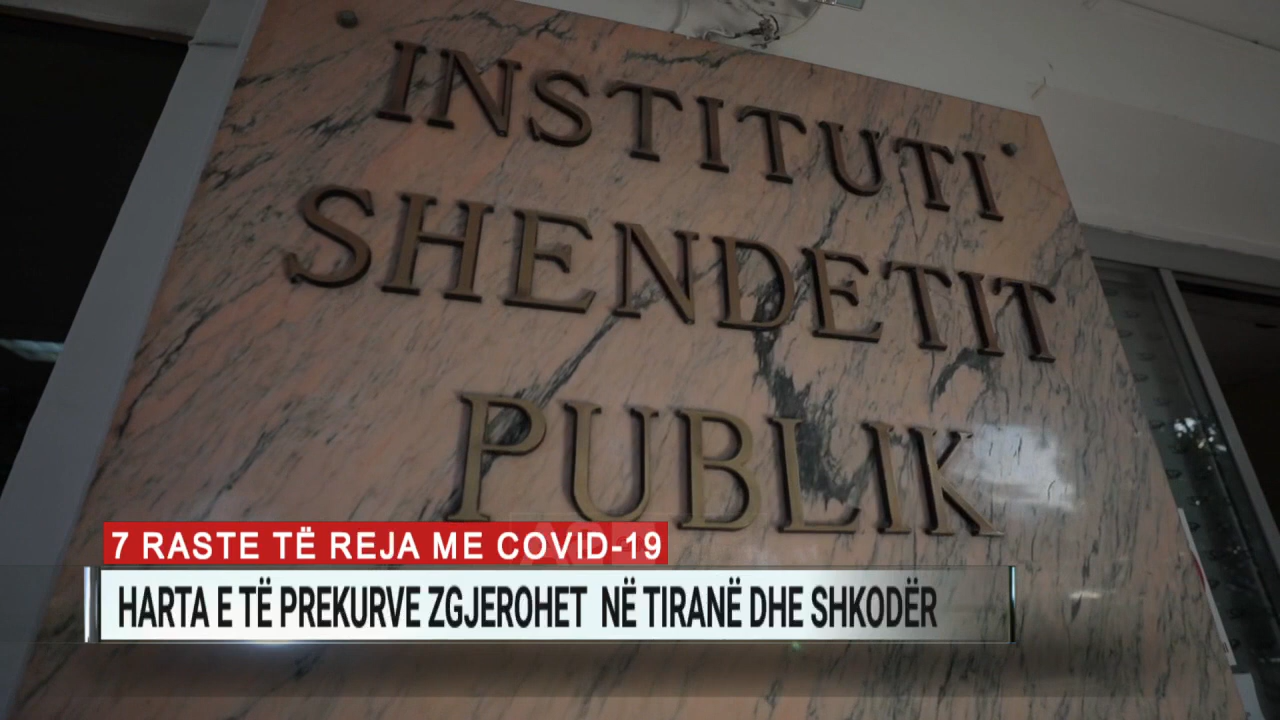 INSTITUTI
SHENDETIT
PUBLIK
7 RASTE TË REJA ME COVID-19
HARTA E TË PREKURVE ZGJEROHET NË TIRANË DHE SHKODËR